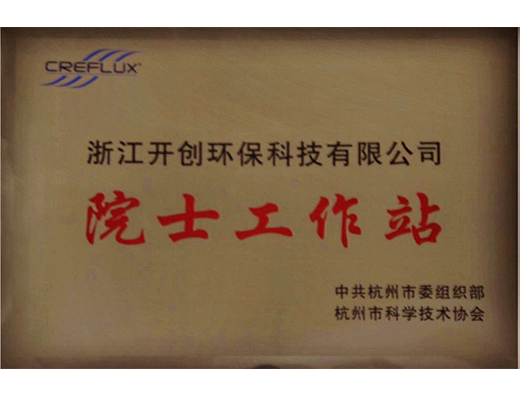 CREFLUX®
浙江开创环保科技有限公司
院士工作站
中共杭州市委组织部
杭州市科学技术协会